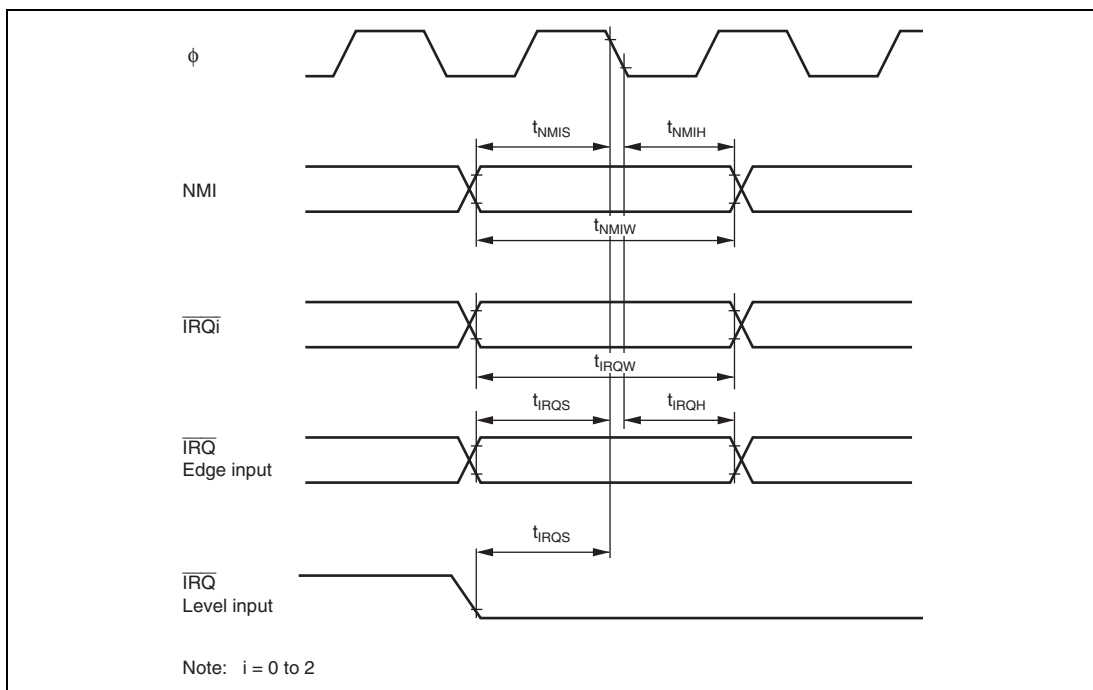 ϕ
tNMIS tNMIH
NMI
tNMIW
IRQi
tIRQW
tIRQS tIRQH
IRQ
Edge input
tIRQS
IRQ
Level input
Note: i = 0 to 2